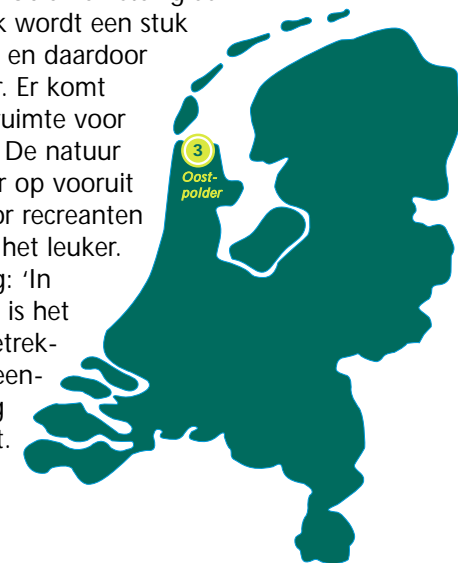 k wordt een stuk
en daardoor
r. Er komt
ruimte voor
De natuur
r op vooruit
or recreanten
het leuker.
g: ‘In
is het
etrek-
een-
g
t.
3
Oost-
polder